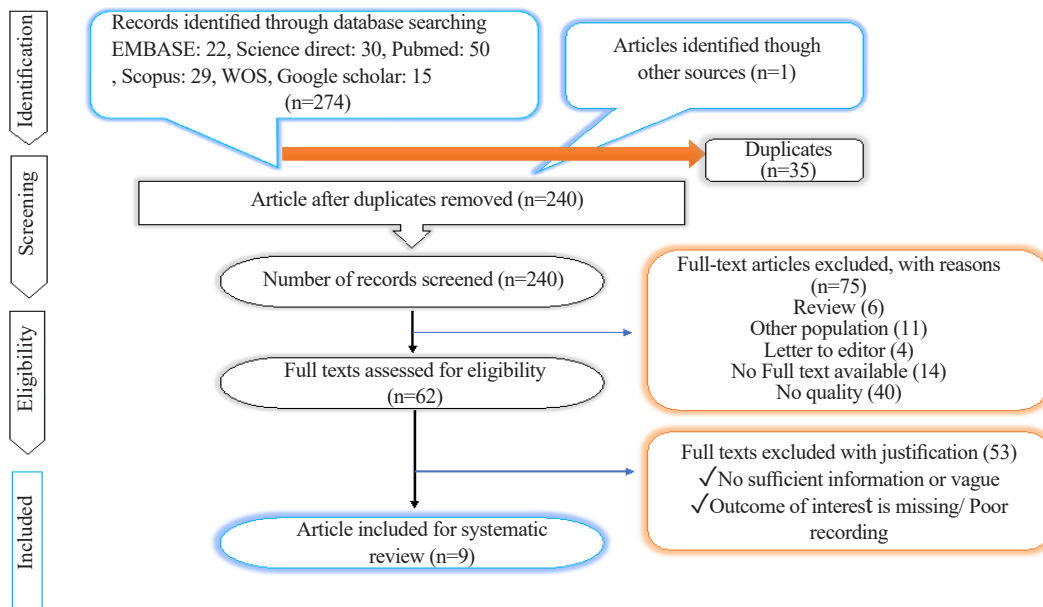 Identification
Records identified through database searching
EMBASE: 22, Science direct: 30, Pubmed: 50
, Scopus: 29, WOS, Google scholar: 15
(n=274)
Articles identified though
other sources (n=1)
Duplicates
(n=35)
Screening
Article after duplicates removed (n=240)
Number of records screened (n=240)
Full-text articles excluded, with reasons
(n=75)
Review (6)
Other population (11)
Letter to editor (4)
No Full text available (14)
No quality (40)
Eligibility
Full texts assessed for eligibility
(n=62)
Full texts excluded with justification (53)
✓No sufficient information or vague
✓Outcome of interest is missing/ Poor
recording
Included
Article included for systematic
review (n=9)